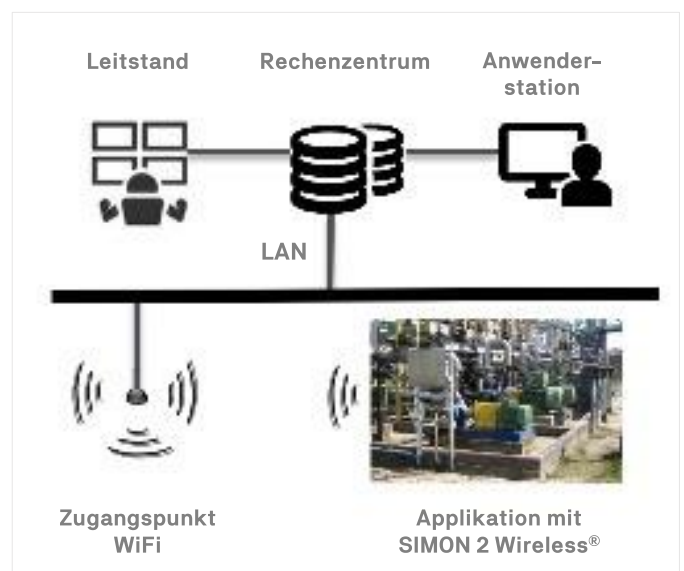 Leitstand
Rechenzentrum
Anwender-
station
LAN
Zugangspunkt
WiFi
Applikation mit
SIMON 2 Wireless®